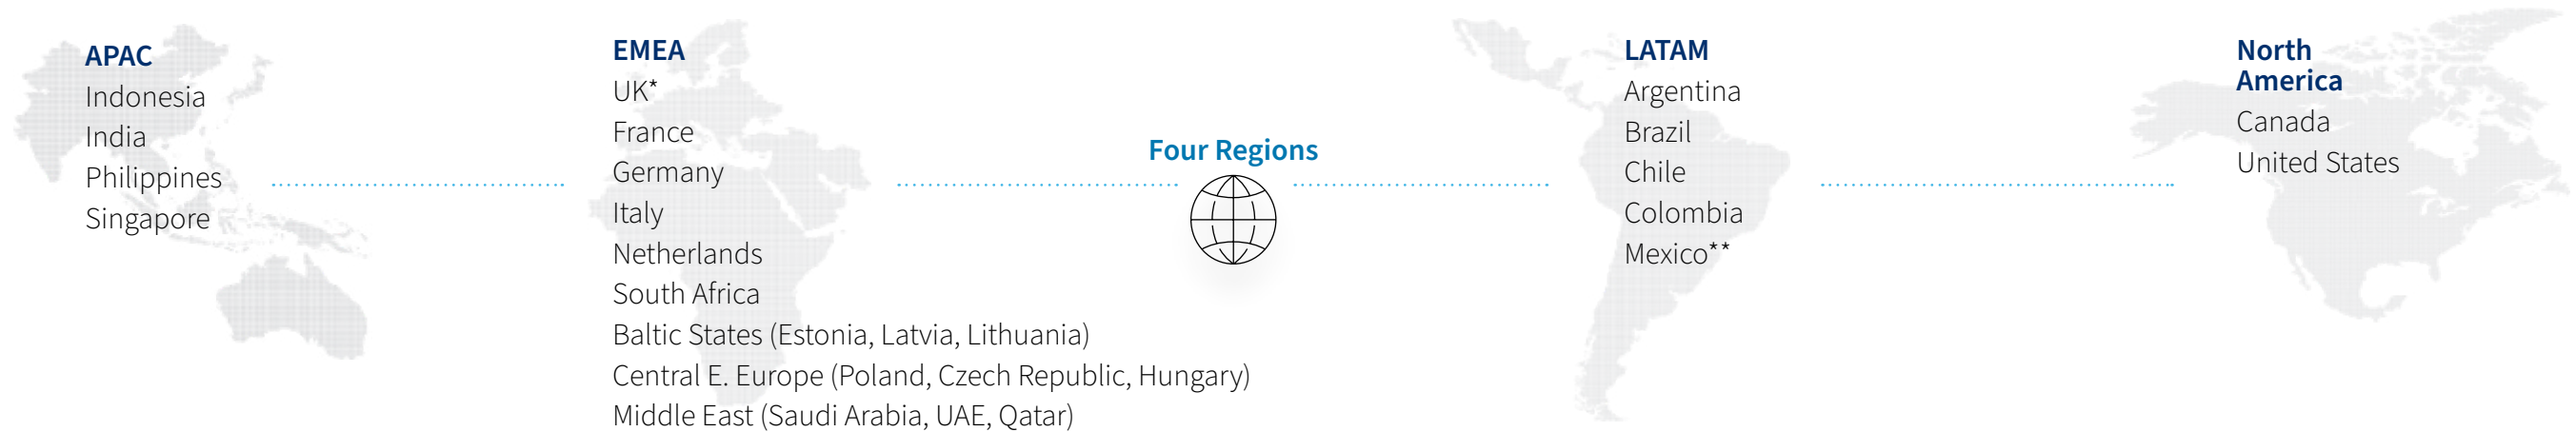 APAC
Indonesia
India
Philippines
Singapore
EMEA
UK*
France
Germany
Italy
Netherlands
South Africa
Baltic States (Estonia, Latvia, Lithuania)
Central E. Europe (Poland, Czech Republic, Hungary)
Middle East (Saudi Arabia, UAE, Qatar)
Four Regions
LATAM
Argentina
Brazil
Chile
Colombia
Mexico**
North
America
Canada
United States